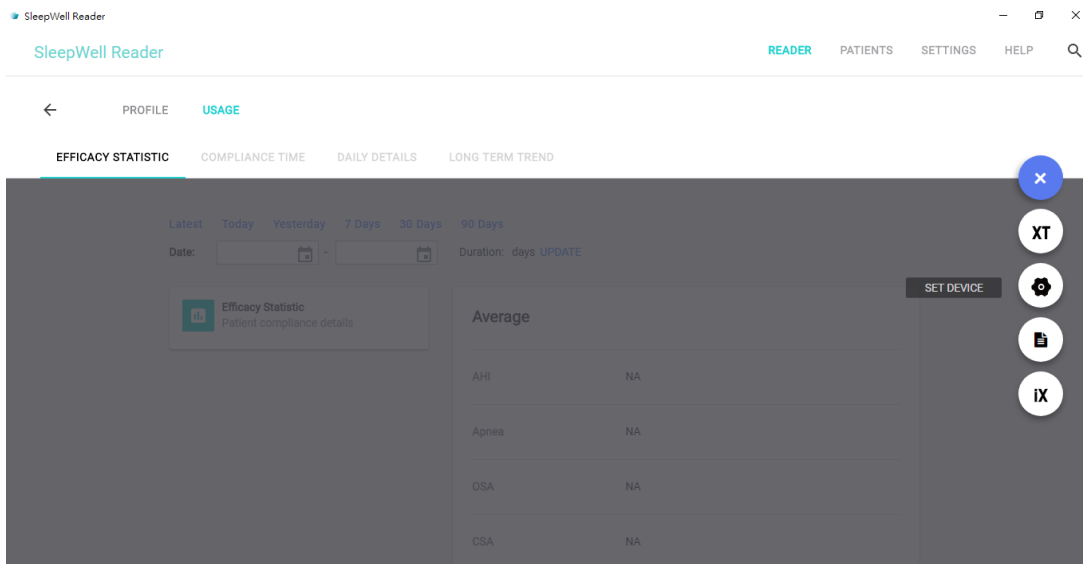 SleepWell Reader
SleepWell Reader
READER PATIENTS SETTINGS HELP
PROFILE USAGE
EFFICACY STATISTIC COMPLIANCE TIME DAILY DETAILS LONG TERM TREND
Latest Today Yesterday 7 Days 30 Days 90 Days
Date: - Duration: days UPDATE
XT
SET DEVICE
Efficacy Statistic
Patient compliance details
Average
AHI NA
Apnea NA
OSA NA
CSA NA
iX